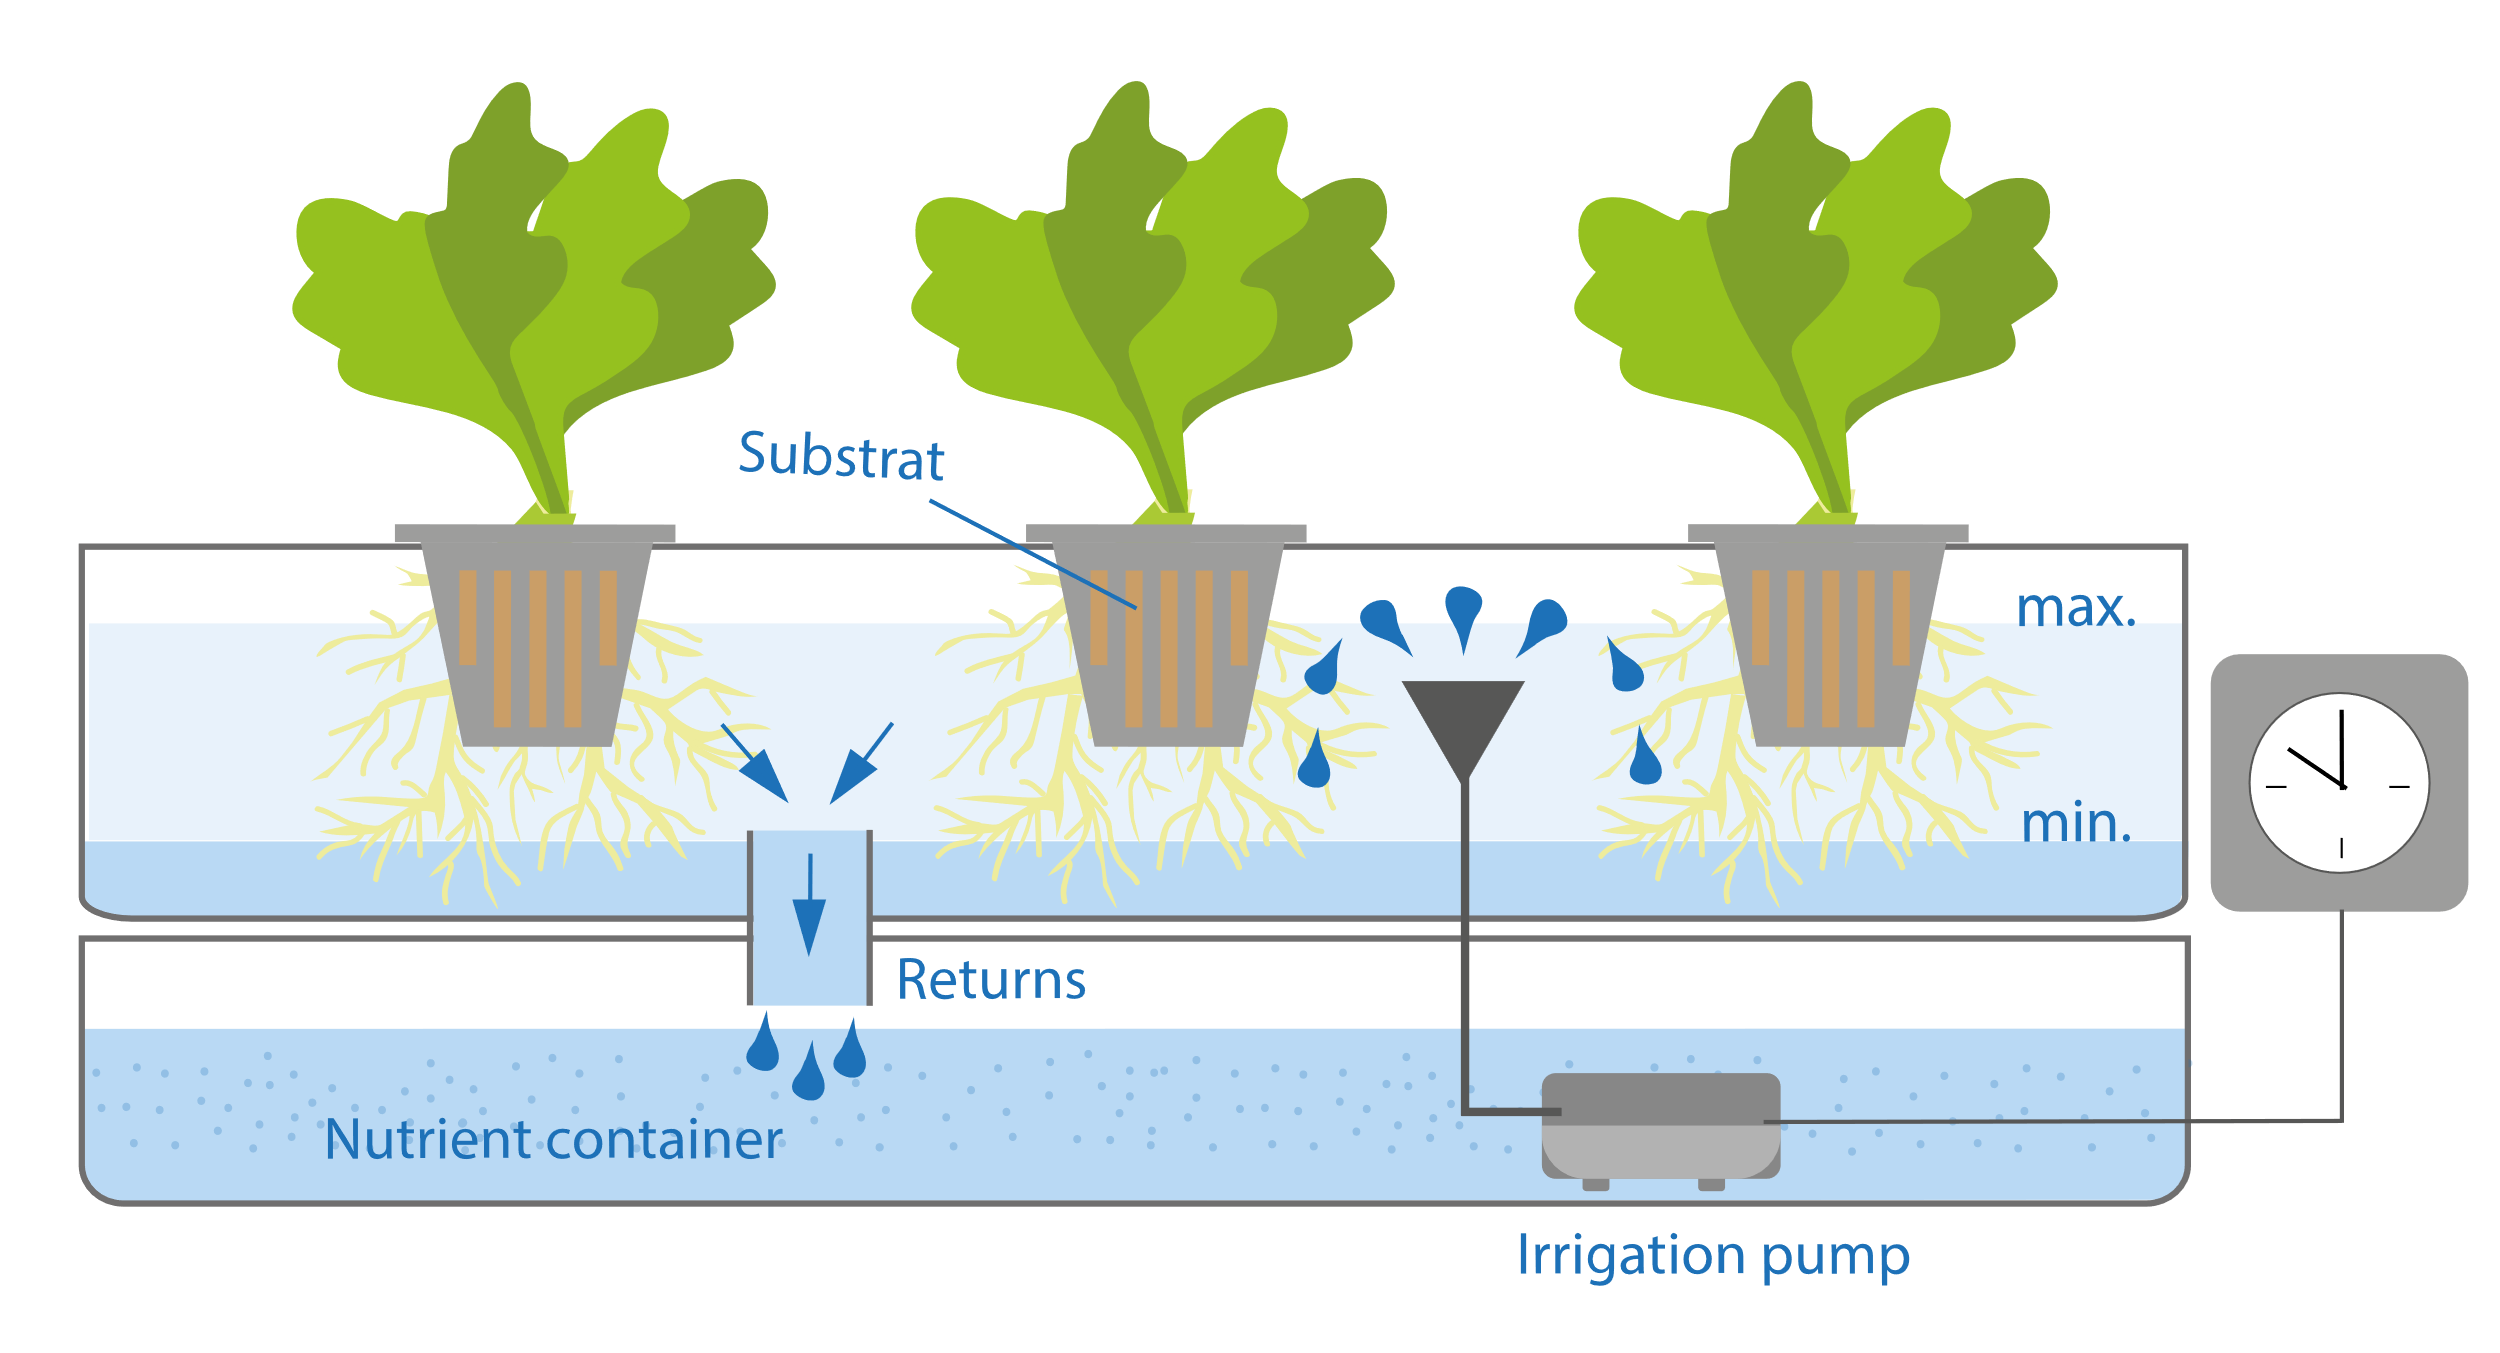 Substrat
max.
min.
Returns
Nutrient container
Irrigation pump